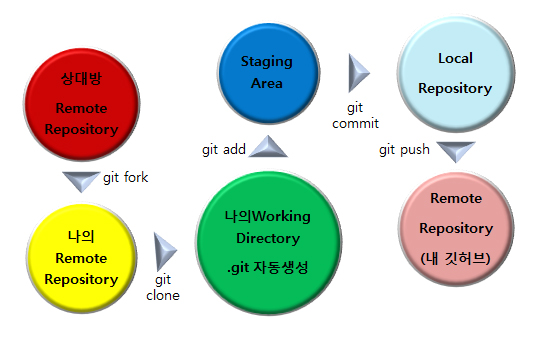 상대방
Remote
Repository
git fork
나의
Remote
Repository
git
clone
나의Working
Directory
.git 자동생성
git add
Staging
Area
git
commit
Local
Repository
git push
Remote
Repository
(내 깃허브)